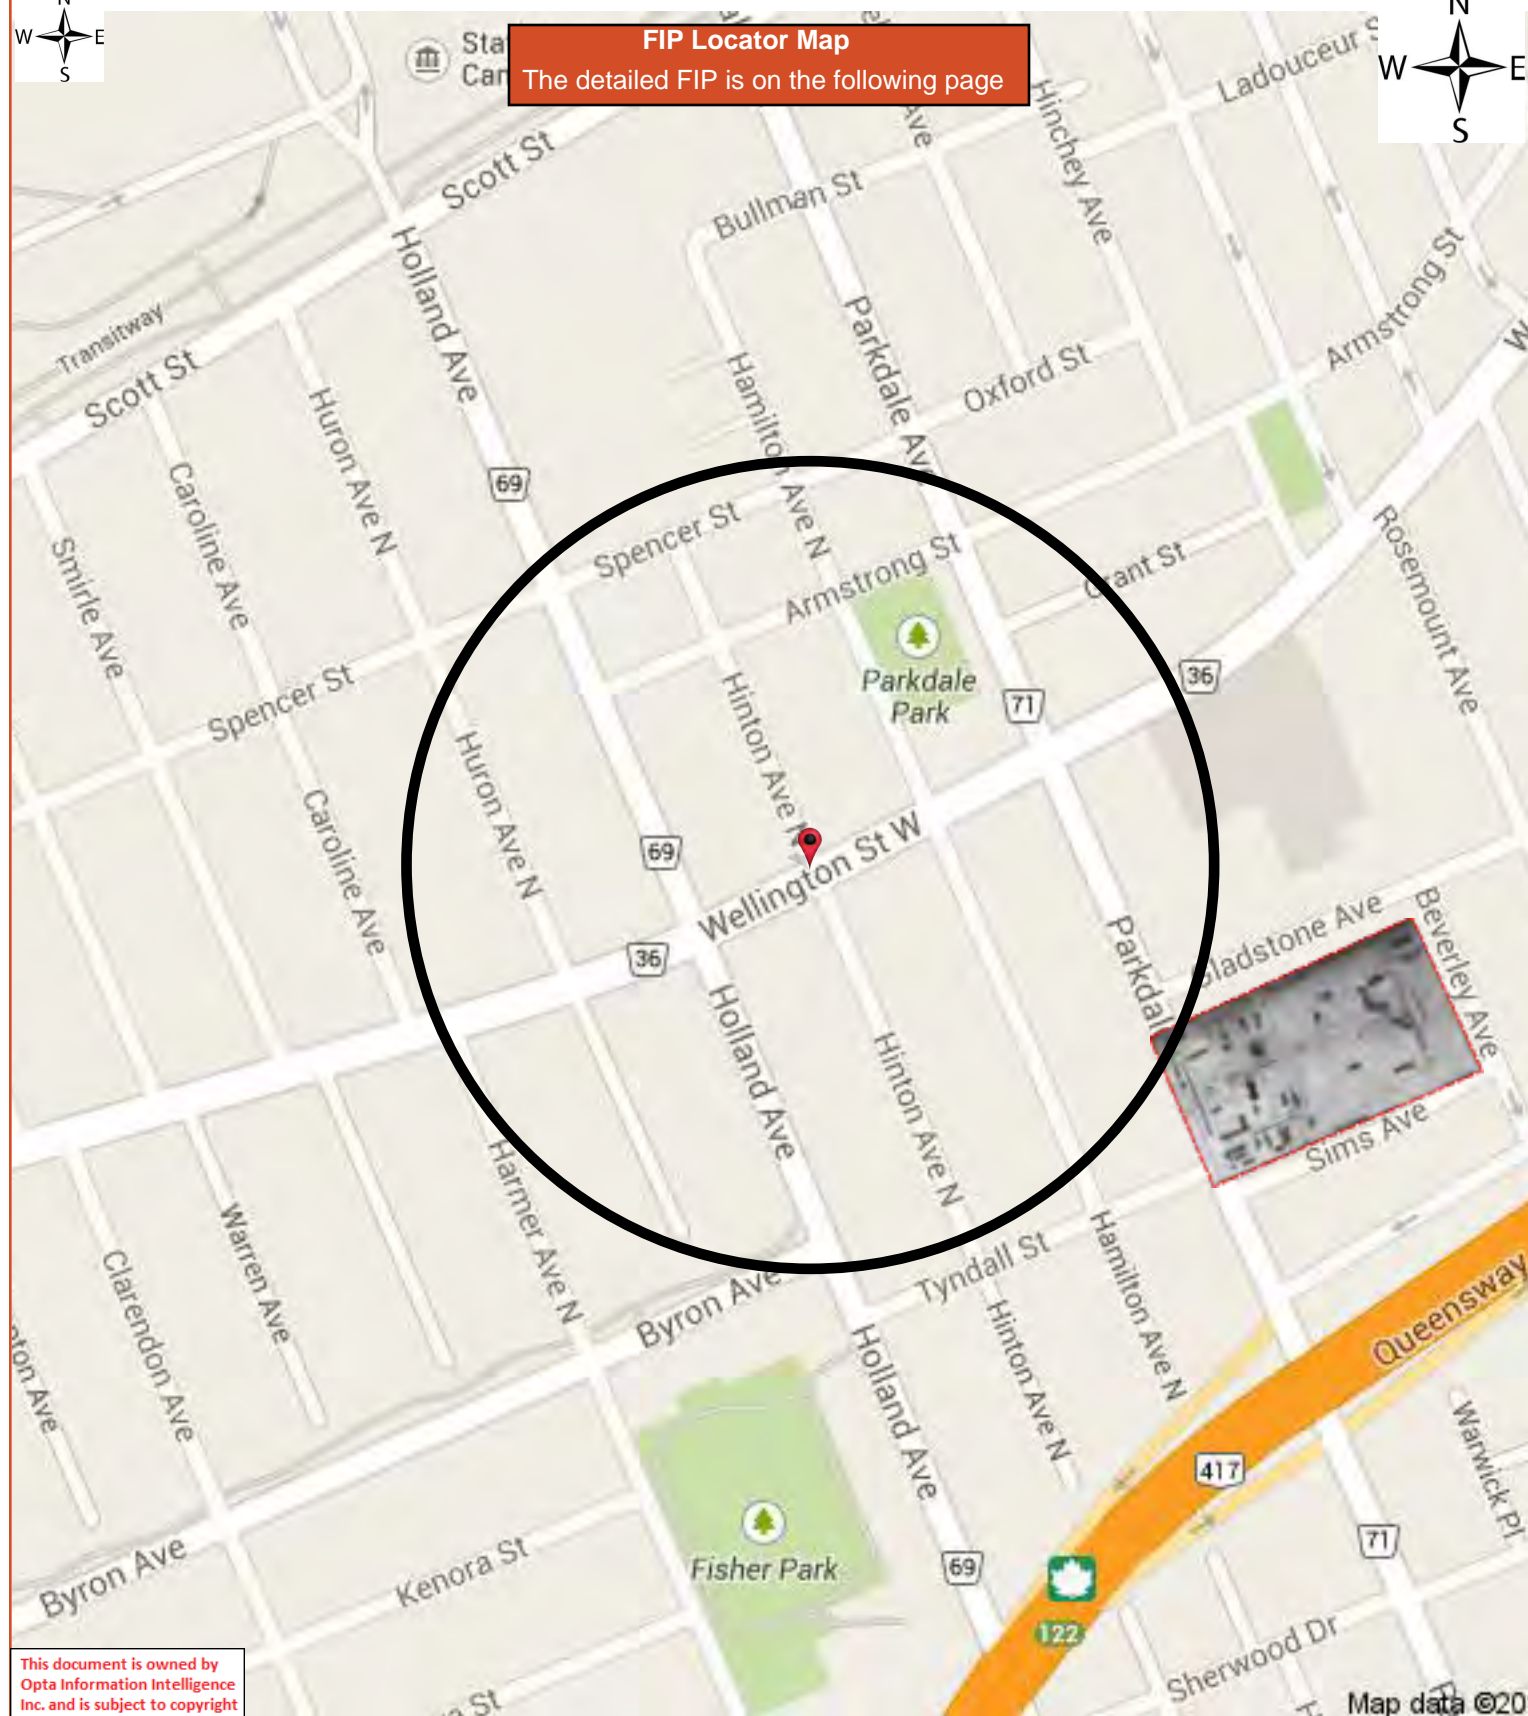 N
W E
S
FIP Locator Map
The detailed FIP is on the following page
N
W E
S
Ladouceur
Scott St
Bullman St
Hinchey Ave
Ave
Holland Ave
Transitway
Scott St
Parkdale Ave
Armstrong St
Oxford St
Hamilton Ave N
Huron Ave N
Caroline Ave
69
Smirle Ave
Spencer St
Armstrong St
Grant St
Rosemount Ave
Parkdale
Park
36
71
Spencer St
Hinton Ave N
Huron Ave N
Caroline Ave
69
Wellington St W
36
Gladstone Ave
Beverley Ave
Parkdale
Holland Ave
Hinton Ave N
Sims Ave
Harmer Ave N
Warren Ave
Clarendon Ave
Byron Ave
Tyndall St
Hamilton Ave N
Queensway
Hinton Ave N
Holland Ave
Ave
417
Warwick Pl
Fisher Park
69
71
Kenora St
Byron Ave
122
Sherwood Dr
St
This document is owned by
Opta Information Intelligence
Inc. and is subject to copyright
Map data ©20